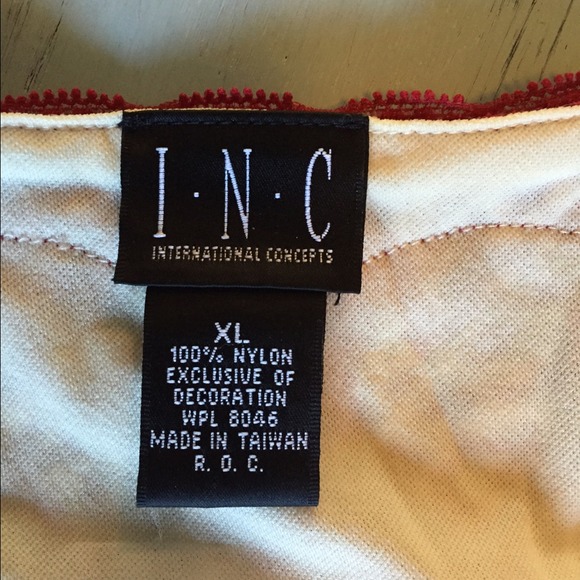 I·N·C
INTERNATIONAL CONCEPTS
XL
100% NYLON
EXCLUSIVE OF
DECORATION
WPL 8046
MADE IN TAIWAN
R. O. C.